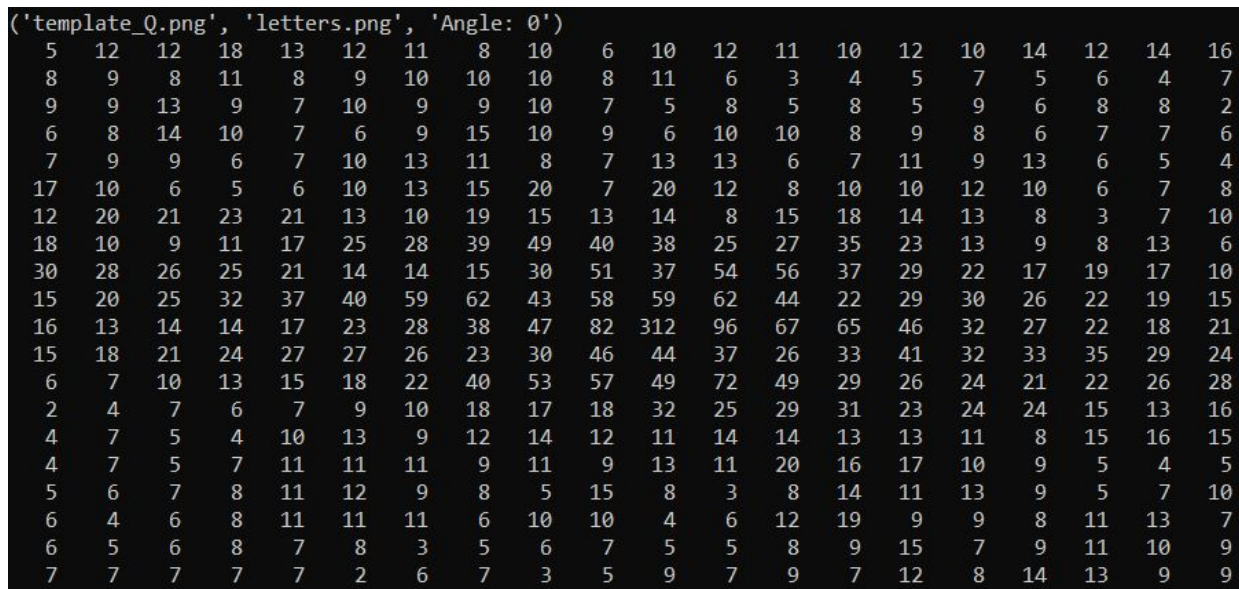 ('template_Q.png', 'letters.png', 'Angle: 0')
5 12 12 18 13 12 11 8 10 6 10 12 11 10 12 10 14 12 14 16
8 9 8 11 8 9 10 10 10 8 11 6 3 4 5 7 5 6 4 7
9 9 13 9 7 10 9 9 10 7 5 8 5 8 5 9 6 8 8 2
6 8 14 10 7 6 9 15 10 9 6 10 10 8 9 8 6 7 7 6
7 9 9 6 7 10 13 11 8 7 13 13 6 7 11 9 13 6 5 4
17 10 6 5 6 10 13 15 20 7 20 12 8 10 10 12 10 6 7 8
12 20 21 23 21 13 10 19 15 13 14 8 15 18 14 13 8 3 7 10
18 10 9 11 17 25 28 39 49 40 38 25 27 35 23 13 9 8 13 6
30 28 26 25 21 14 14 15 30 51 37 54 56 37 29 22 17 19 17 10
15 20 25 32 37 40 59 62 43 58 59 62 44 22 29 30 26 22 19 15
16 13 14 14 17 23 28 38 47 82 312 96 67 65 46 32 27 22 18 21
15 18 21 24 27 27 26 23 30 46 44 37 26 33 41 32 33 35 29 24
6 7 10 13 15 18 22 40 53 57 49 72 49 29 26 24 21 22 26 28
2 4 7 6 7 9 10 18 17 18 32 25 29 31 23 24 24 15 13 16
4 7 5 4 10 13 9 12 14 12 11 14 14 13 13 11 8 15 16 15
4 7 5 7 11 11 11 9 11 9 13 11 20 16 17 10 9 5 4 5
5 6 7 8 11 12 9 8 5 15 8 3 8 14 11 13 9 5 7 10
6 4 6 8 11 11 11 6 10 10 4 6 12 19 9 9 8 11 13 7
6 5 6 8 7 8 3 5 6 7 5 5 8 9 15 7 9 11 10 9
7 7 7 7 7 2 6 7 3 5 9 7 9 7 12 8 14 13 9 9